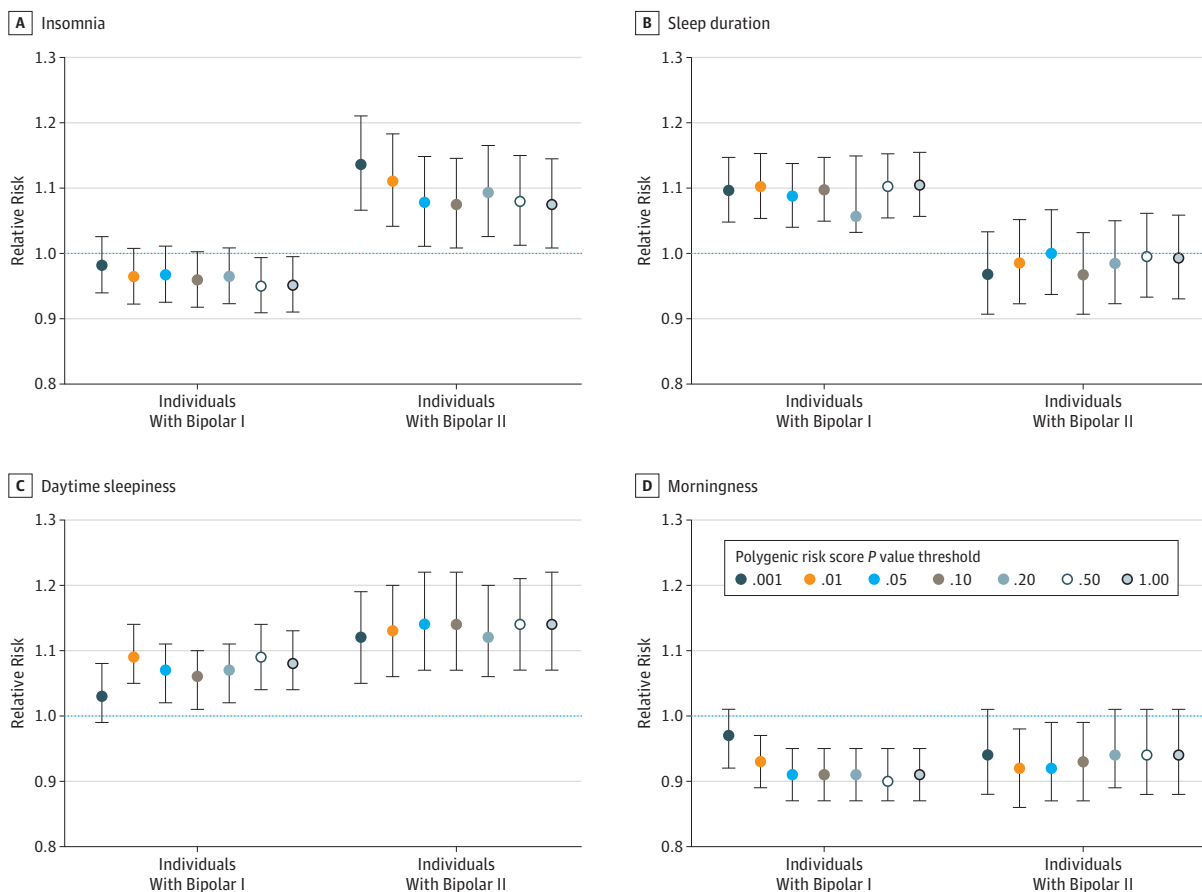 A Insomnia
1.3
1.2
1.1
1.0
0.9
0.8
Relative Risk
Individuals
With Bipolar I
Individuals
With Bipolar II
B Sleep duration
1.3
1.2
1.1
1.0
0.9
0.8
Relative Risk
Individuals
With Bipolar I
Individuals
With Bipolar II
C Daytime sleepiness
1.3
1.2
1.1
1.0
0.9
0.8
Relative Risk
Individuals
With Bipolar I
Individuals
With Bipolar II
D Morningness
1.3
1.2
1.1
1.0
0.9
0.8
Relative Risk
Polygenic risk score P value threshold
.001 .01 .05 .10 .20 .50 1.00
Individuals
With Bipolar I
Individuals
With Bipolar II